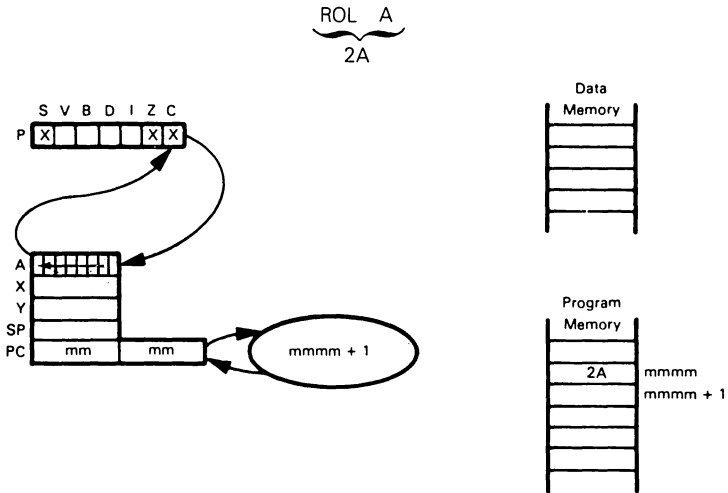 ROL A
2A
S V B D I Z C
P X X X
A
X
Y
SP
PC mm mm
mmmm + 1
Data
Memory
Program
Memory
2A mmmm
mmmm + 1